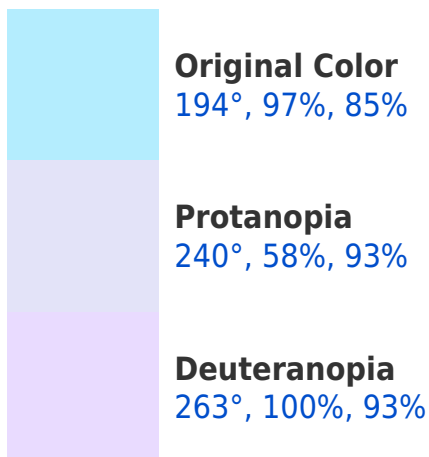 Original Color
194°, 97%, 85%
Protanopia
240°, 58%, 93%
Deuteranopia
263°, 100%, 93%